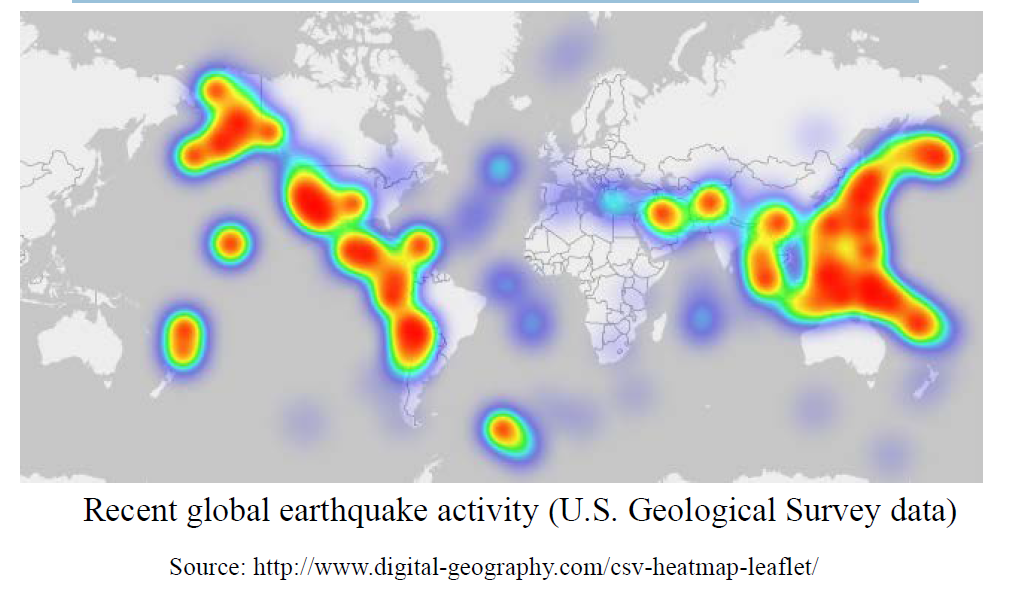 Recent global earthquake activity (U.S. Geological Survey data)
Source: http://www.digital-geography.com/csv-heatmap-leaflet/